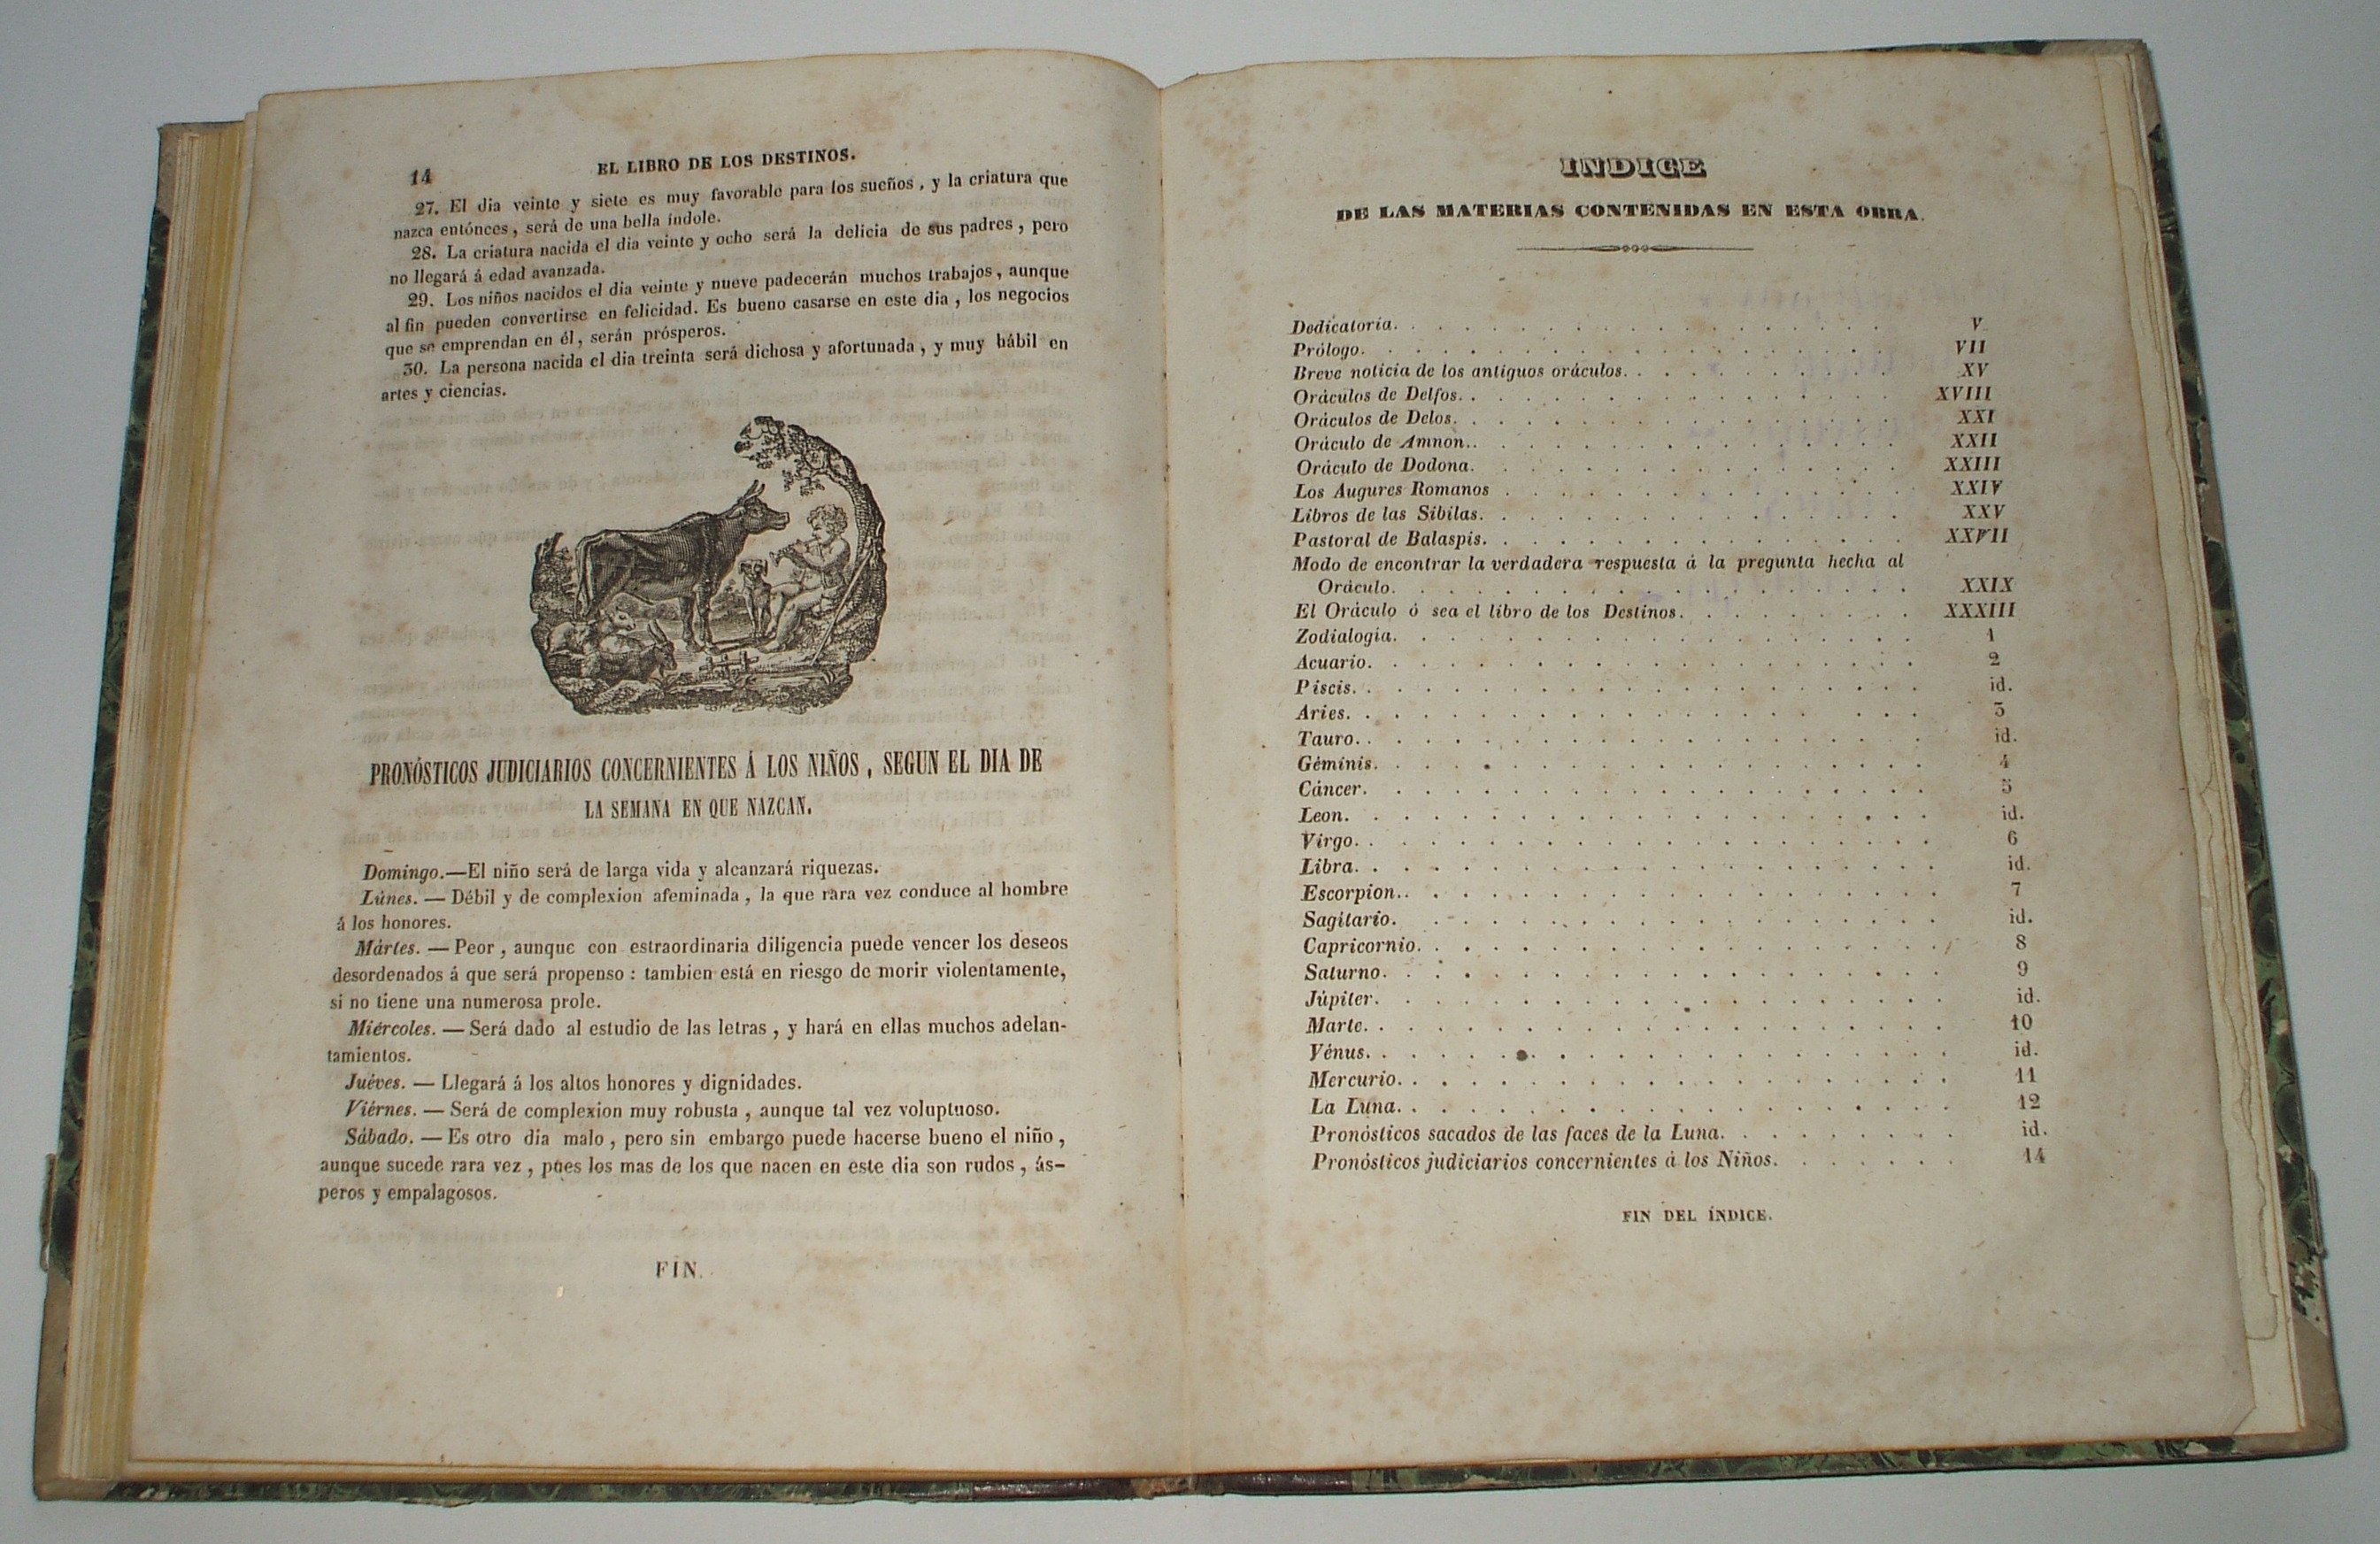 14 EL LIBRO DE LOS DESTINOS.
27. El dia veinte y siete es muy favorable para los sueños, y la criatura que
nazca entónces, será de una bella índole.
28. La criatura nacida el dia veinte y ocho será la delicia de sus padres, pero
no llegará á edad avanzada.
29. Los niños nacidos el dia veinte y nueve padecerán muchos trabajos, aunque
al fin pueden convertirse en felicidad. Es bueno casarse en este dia, los negocios
que se emprendan en él, serán prósperos.
30. La persona nacida el dia treinta será dichosa y afortunada, y muy hábil en
artes y ciencias.
PRONÓSTICOS JUDICIARIOS CONCERNIENTES Á LOS NIÑOS, SEGUN EL DIA DE
LA SEMANA EN QUE NAZCAN.
Domingo.—El niño será de larga vida y alcanzará riquezas.
Lúnes.—Débil y de complexion afeminada, la que rara vez conduce al hombre
á los honores.
Mártes.—Peor, aunque con estraordinaria diligencia puede vencer los deseos
desordenados á que será propenso: tambien está en riesgo de morir violentamente,
si no tiene una numerosa prole.
Miércoles.—Será dado al estudio de las letras, y hará en ellas muchos adelan-
tamientos.
Juéves.—Llegará á los altos honores y dignidades.
Viérnes.—Será de complexion muy robusta, aunque tal vez voluptuoso.
Sábado.—Es otro dia malo, pero sin embargo puede hacerse bueno el niño,
aunque sucede rara vez, pues los mas de los que nacen en este dia son rudos, ás-
peros y empalagosos.
FIN.
INDICE
DE LAS MATERIAS CONTENIDAS EN ESTA OBRA.
Dedicatoria. V
Prólogo. VII
Breve noticia de los antiguos oráculos. XV
Oráculos de Delfos. XVIII
Oráculos de Delos. XXI
Oráculo de Amnon. XXII
Oráculo de Dodona. XXIII
Los Augures Romanos XXIV
Libros de las Sibilas. XXV
Pastoral de Balaspis. XXVII
Modo de encontrar la verdadera respuesta á la pregunta hecha al
Oráculo. XXIX
El Oráculo ó sea el libro de los Destinos. XXXIII
Zodialogia. 1
Acuario. 2
Piscis. id.
Aries. 3
Tauro. id.
Géminis. 4
Cáncer. 5
Leon. id.
Virgo. 6
Libra. id.
Escorpion. 7
Sagitario. id.
Capricornio. 8
Saturno. 9
Júpiter. id.
Marte. 10
Vénus. id.
Mercurio. 11
La Luna. 12
Pronósticos sacados de las faces de la Luna. id.
Pronósticos judiciarios concernientes á los Niños. 14
FIN DEL ÍNDICE.